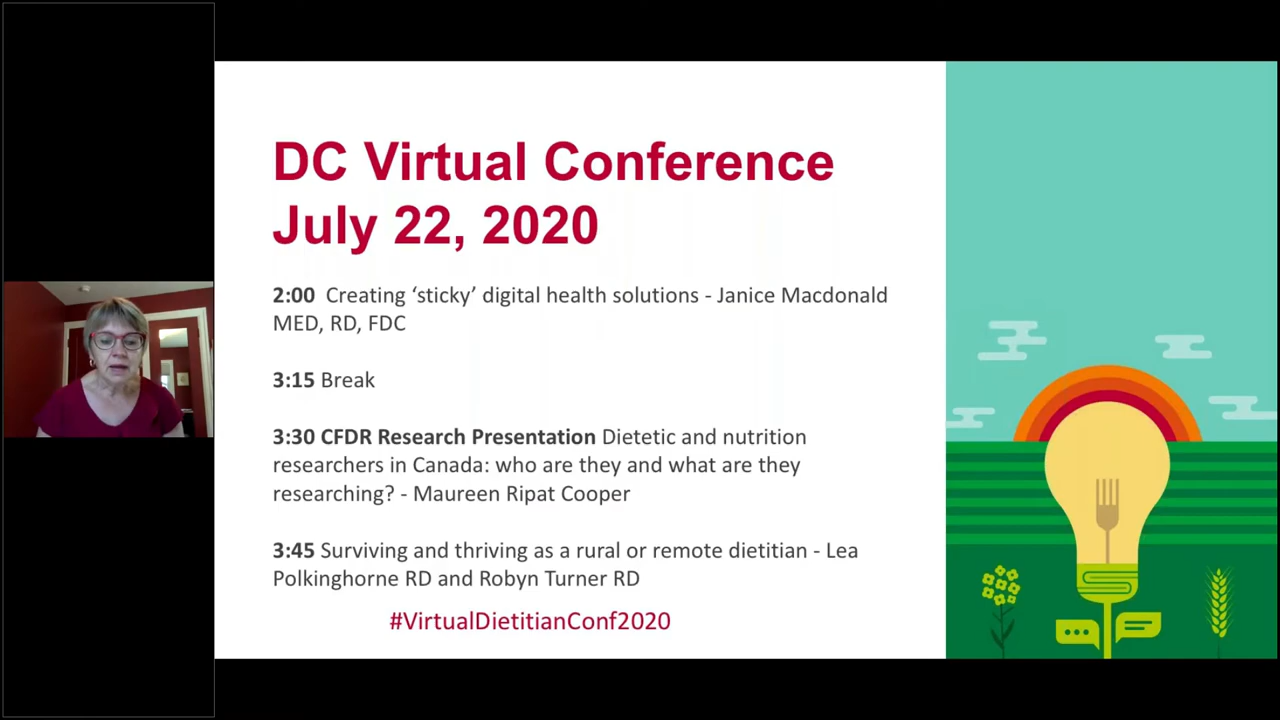 DC Virtual Conference
July 22, 2020
2:00  Creating ‘sticky’ digital health solutions - Janice Macdonald
MED, RD, FDC
3:15 Break
3:30 CFDR Research Presentation Dietetic and nutrition
researchers in Canada: who are they and what are they
researching? - Maureen Ripat Cooper
3:45 Surviving and thriving as a rural or remote dietitian - Lea
Polkinghorne RD and Robyn Turner RD
#VirtualDietitianConf2020